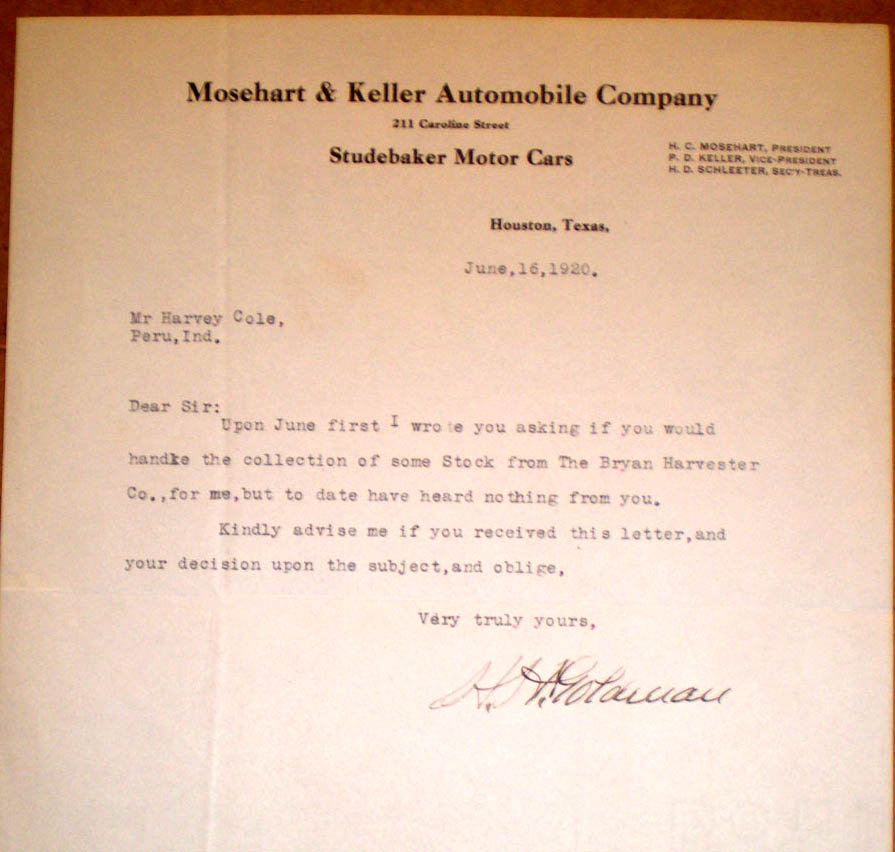 Mosehart & Keller Automobile Company
211 Caroline Street
Studebaker Motor Cars
H. C. MOSEHART, PRESIDENT
P. D. KELLER, VICE-PRESIDENT
H. D. SCHLEETER, SEC'Y-TREAS.
Houston, Texas,
June,16,1920.
Mr Harvey Cole,
Peru,Ind.
Dear Sir:
Upon June first I wrote you asking if you would
handke the collection of some Stock from The Bryan Harvester
Co.,for me,but to date have heard nothing from you.
Kindly advise me if you received this letter,and
your decision upon the subject,and oblige,
Very truly yours,
H. H. Goldman